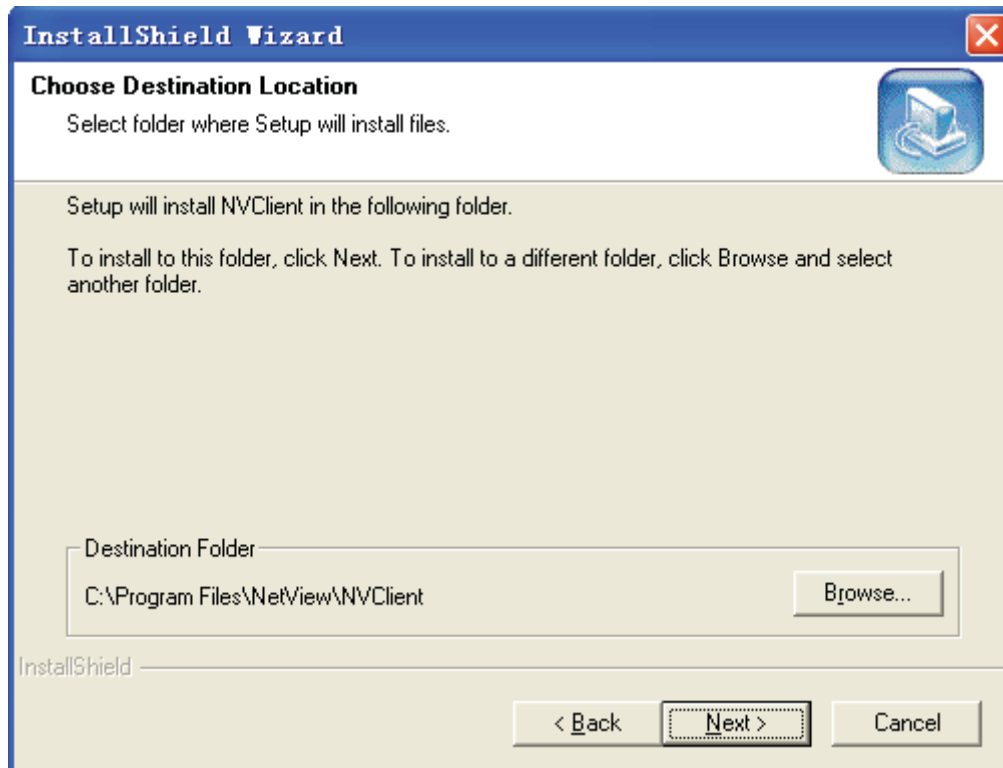 InstallShield Wizard
Choose Destination Location
Select folder where Setup will install files.
Setup will install NVClient in the following folder.
To install to this folder, click Next. To install to a different folder, click Browse and select
another folder.
Destination Folder
C:\Program Files\NetView\NVClient
Browse...
InstallShield
< Back
Next >
Cancel